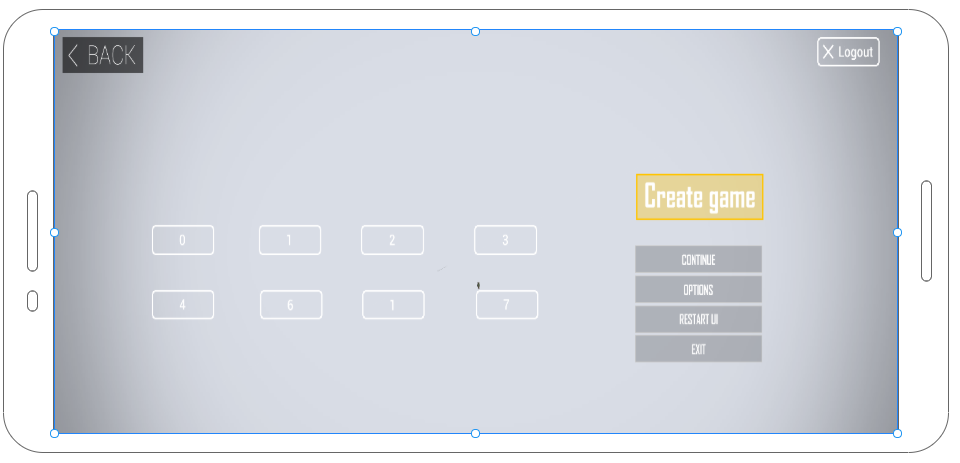 BACK
X Logout
Create game
0 1 2 3
CONTINUE
OPTIONS
4 6 1 7
RESTART UI
EXIT